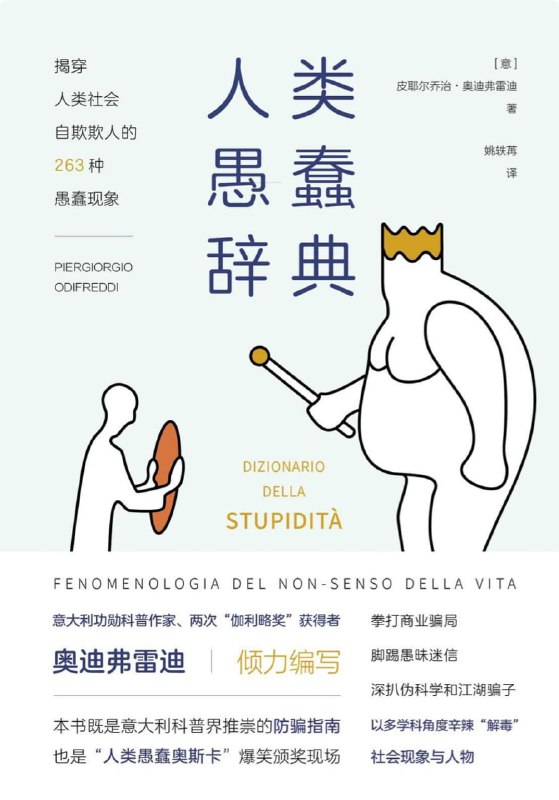 揭穿
人类社会
自欺欺人的
263 种
愚蠢现象
PIERGIORGIO
ODIFREDDI
人类
愚蠢
辞典
[意]
皮耶尔乔治·奥迪弗雷迪
著
姚轶苒
译
DIZIONARIO
DELLA
STUPIDITÀ
FENOMENOLOGIA DEL NON-SENSO DELLA VITA
意大利功勋科普作家、两次“伽利略奖”获得者
奥迪弗雷迪 | 倾力编写
本书既是意大利科普界推崇的防骗指南
也是“人类愚蠢奥斯卡”爆笑颁奖现场
拳打商业骗局
脚踢愚昧迷信
深扒伪科学和江湖骗子
以多学科角度辛辣“解毒”
社会现象与人物